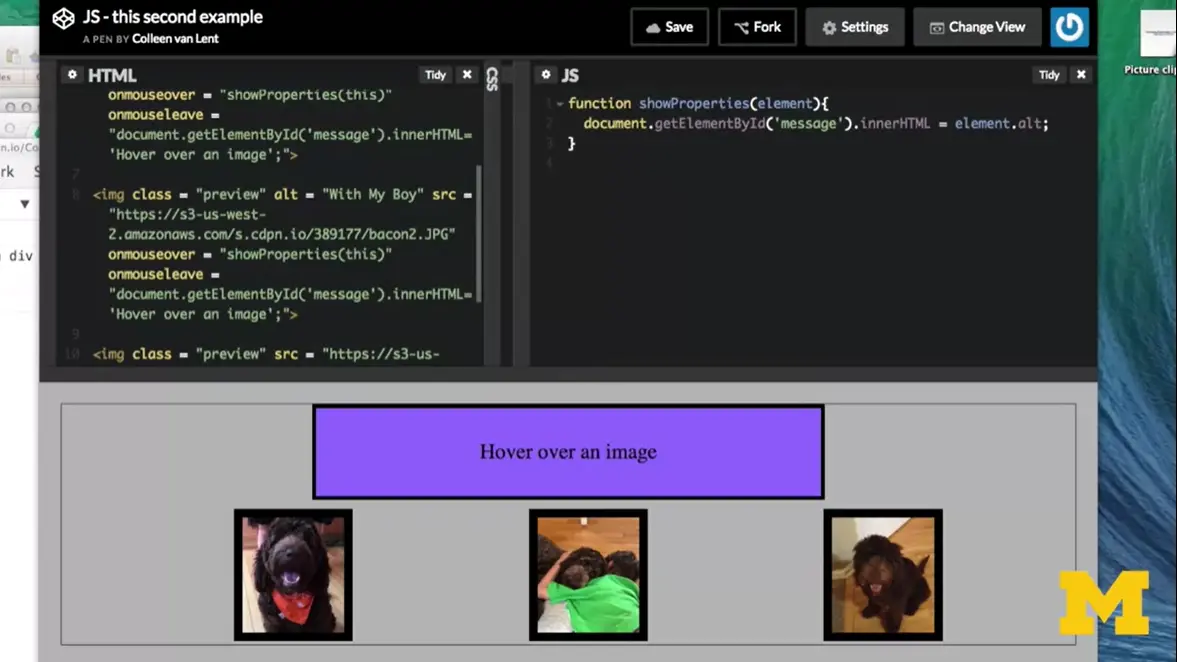 JS - this second example
A PEN BY Colleen van Lent
Save
Fork
Settings
Change View
Picture clip
HTML
Tidy
×
CSS
JS
Tidy
×
onmouseover = "showProperties(this)"
onmouseleave =
"document.getElementById('message').innerHTML=
'Hover over an image';">
7
8 <img class = "preview" alt = "With My Boy" src =
"https://s3-us-west-
2.amazonaws.com/s.cdpn.io/389177/bacon2.JPG"
onmouseover = "showProperties(this)"
onmouseleave =
"document.getElementById('message').innerHTML=
'Hover over an image';">
9
10 <img class = "preview" src = "https://s3-us-
1 function showProperties(element){
2 document.getElementById('message').innerHTML = element.alt;
3 }
4
n.io/Co
rk
div
Hover over an image
M